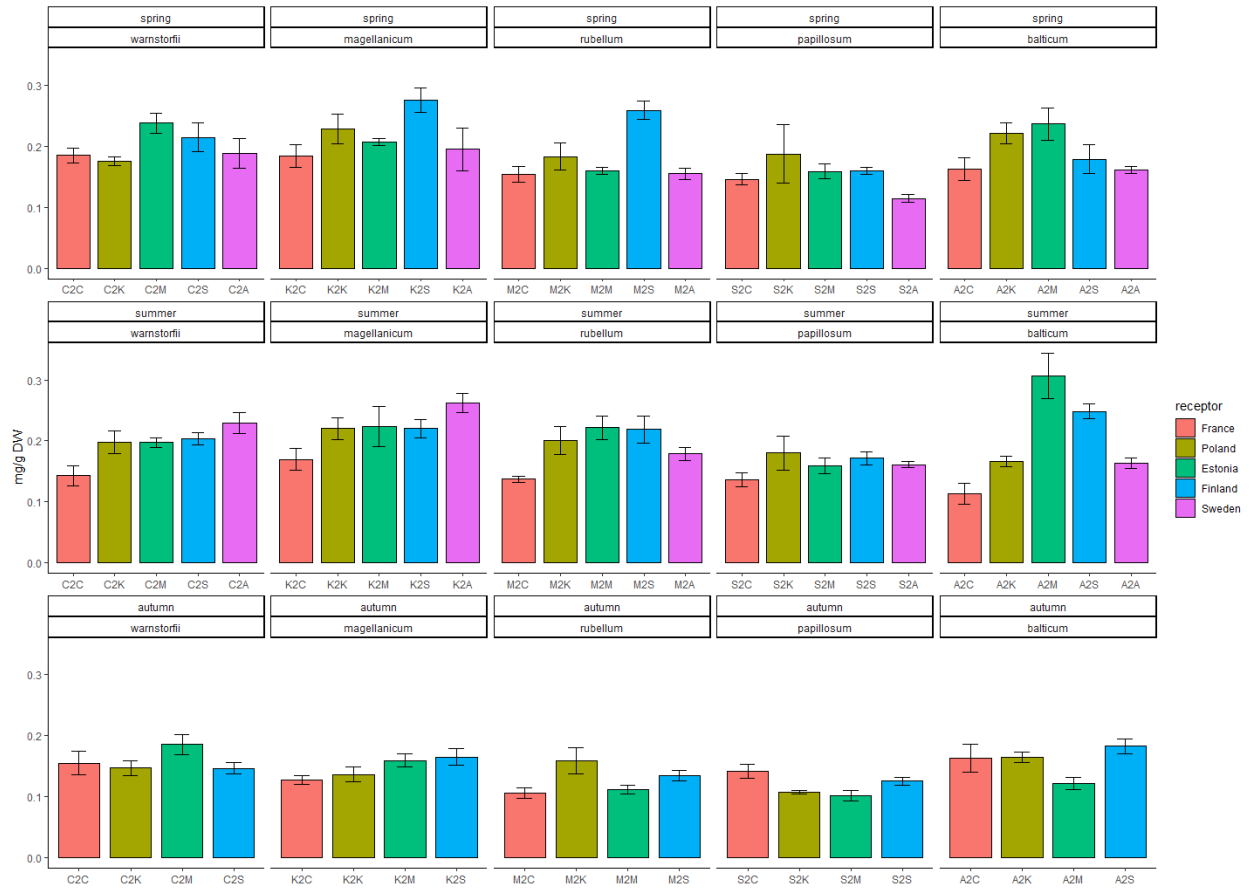 spring spring spring spring spring
warnstorfii magellanicum rubellum papillosum balticum
0.3
0.2
0.1
0.0
C2C C2K C2M C2S C2A K2C K2K K2M K2S K2A M2C M2K M2M M2S M2A S2C S2K S2M S2S S2A A2C A2K A2M A2S A2A
summer summer summer summer summer
warnstorfii magellanicum rubellum papillosum balticum
0.3
0.2
0.1
0.0
mg/g DW
C2C C2K C2M C2S C2A K2C K2K K2M K2S K2A M2C M2K M2M M2S M2A S2C S2K S2M S2S S2A A2C A2K A2M A2S A2A
autumn autumn autumn autumn autumn
warnstorfii magellanicum rubellum papillosum balticum
0.3
0.2
0.1
0.0
C2C C2K C2M C2S K2C K2K K2M K2S M2C M2K M2M M2S S2C S2K S2M S2S A2C A2K A2M A2S
receptor
France
Poland
Estonia
Finland
Sweden